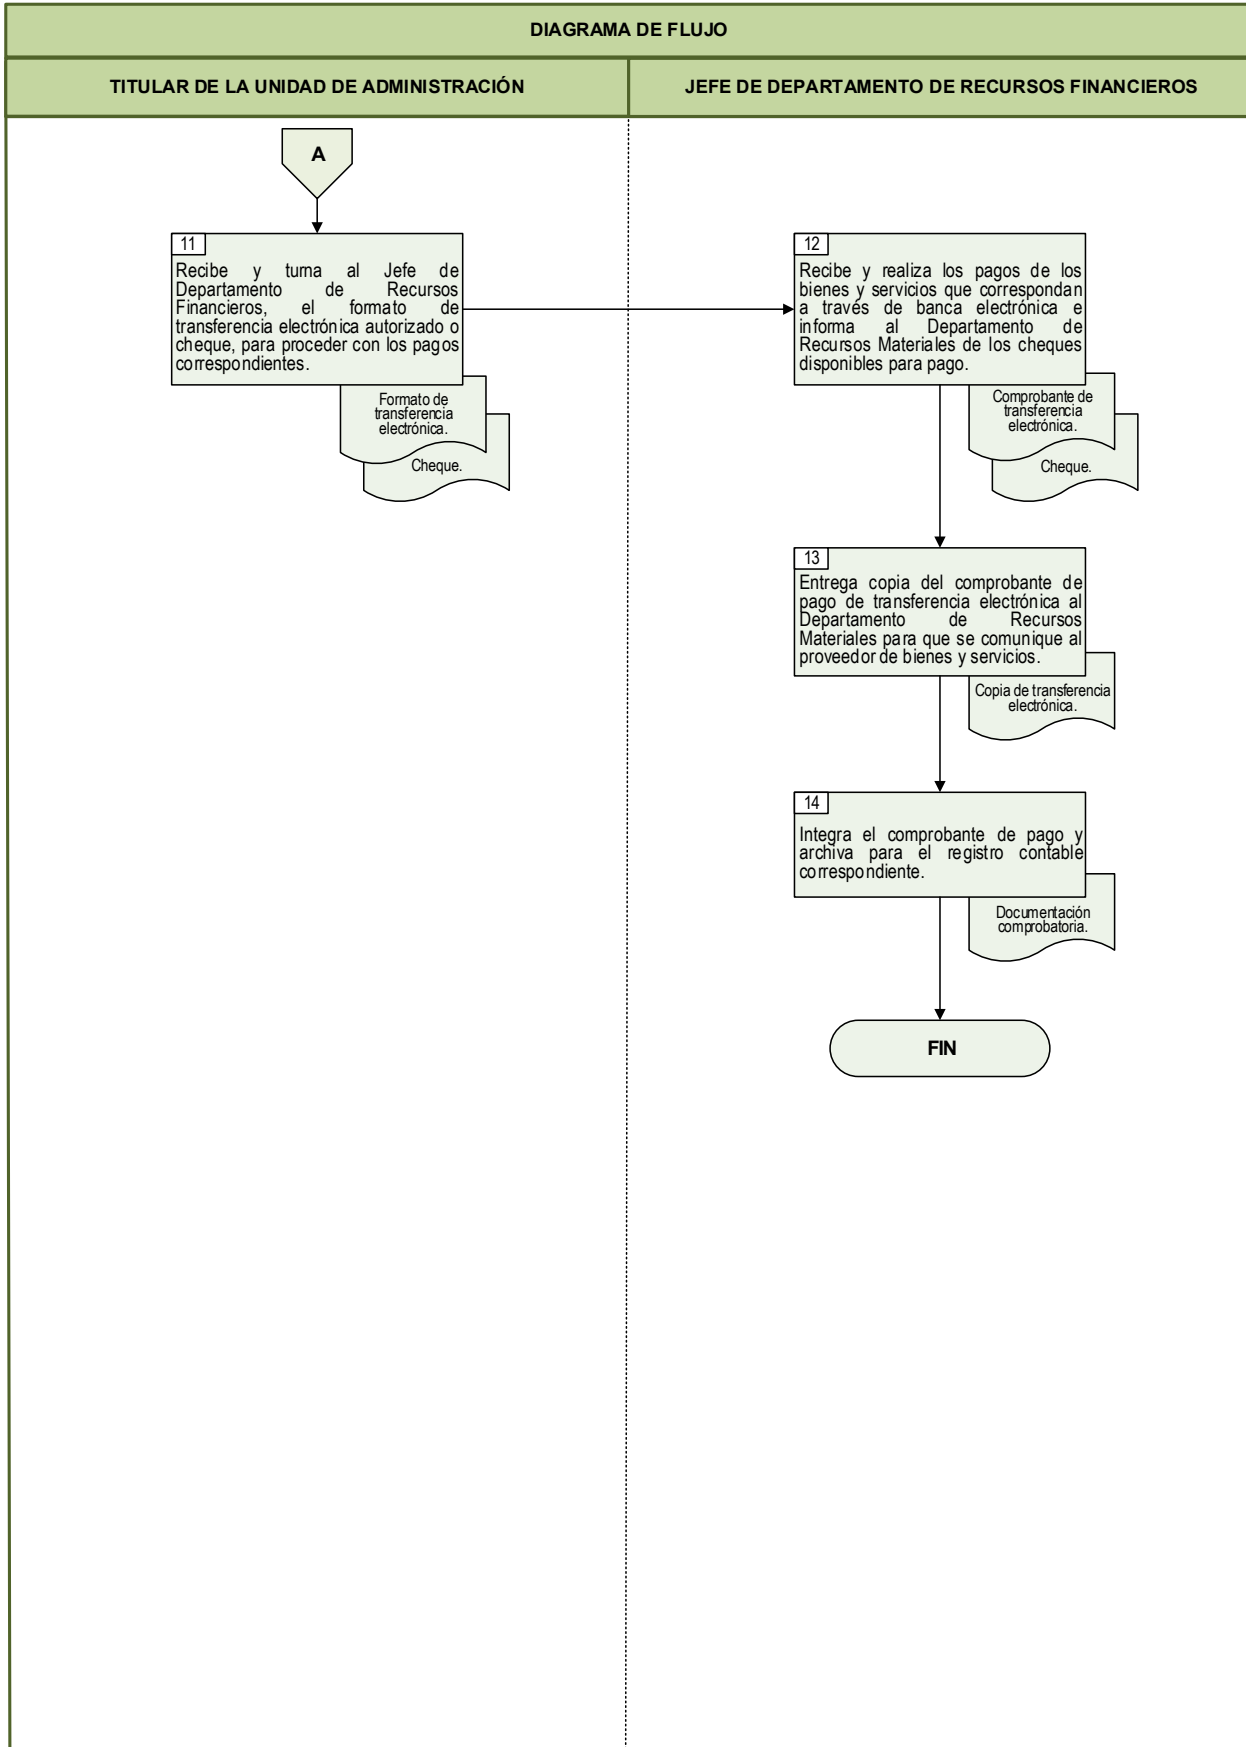 DIAGRAMA DE FLUJO
TITULAR DE LA UNIDAD DE ADMINISTRACIÓN
JEFE DE DEPARTAMENTO DE RECURSOS FINANCIEROS
A
11
Recibe y turna al Jefe de
Departamento de Recursos
Financieros, el formato de
transferencia electrónica autorizado o
cheque, para proceder con los pagos
correspondientes.
Formato de
transferencia
electrónica.
Cheque.
12
Recibe y realiza los pagos de los
bienes y servicios que correspondan
a través de banca electrónica e
informa al Departamento de
Recursos Materiales de los cheques
disponibles para pago.
Comprobante de
transferencia
electrónica.
Cheque.
13
Entrega copia del comprobante de
pago de transferencia electrónica al
Departamento de Recursos
Materiales para que se comunique al
proveedor de bienes y servicios.
Copia de transferencia
electrónica.
14
Integra el comprobante de pago y
archiva para el registro contable
correspondiente.
Documentación
comprobatoria.
FIN